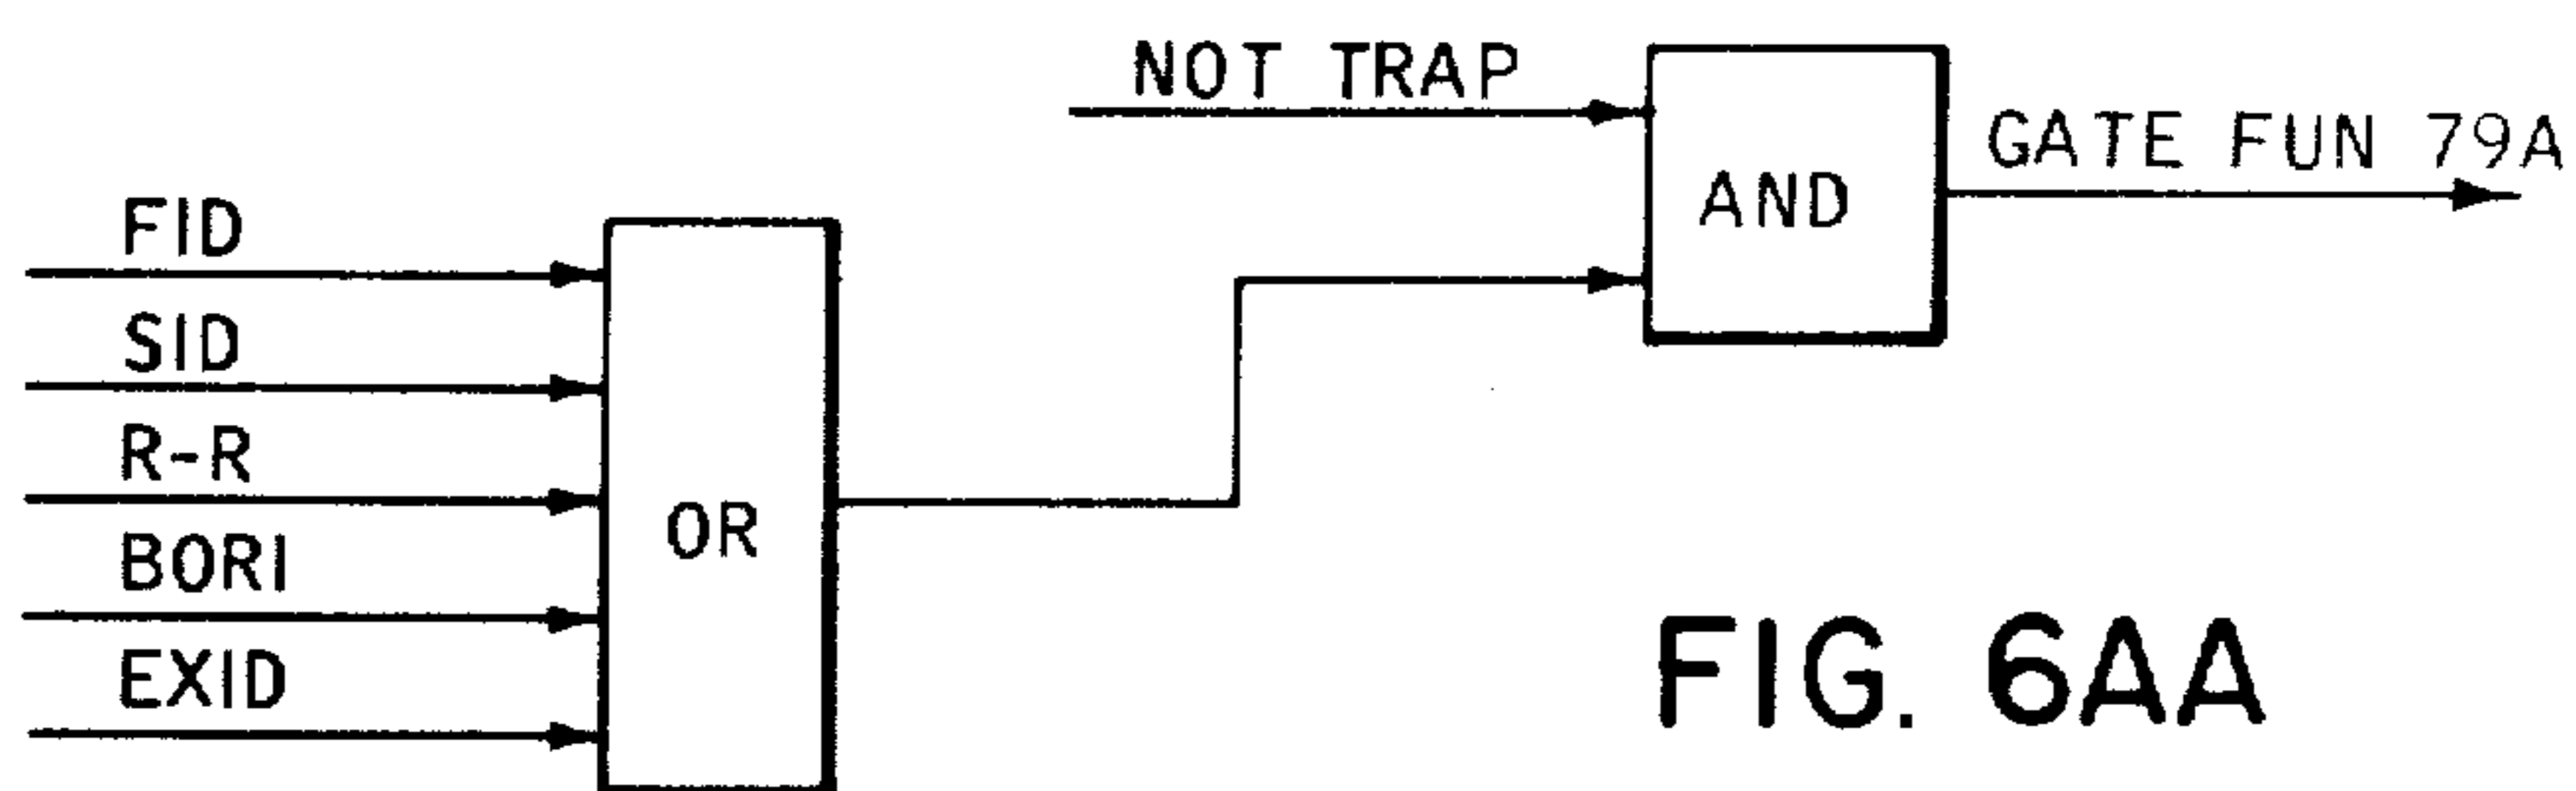 NOT TRAP
GATE FUN 79A
AND
FID
SID
R-R
BORI
EXID
OR
FIG. 6AA